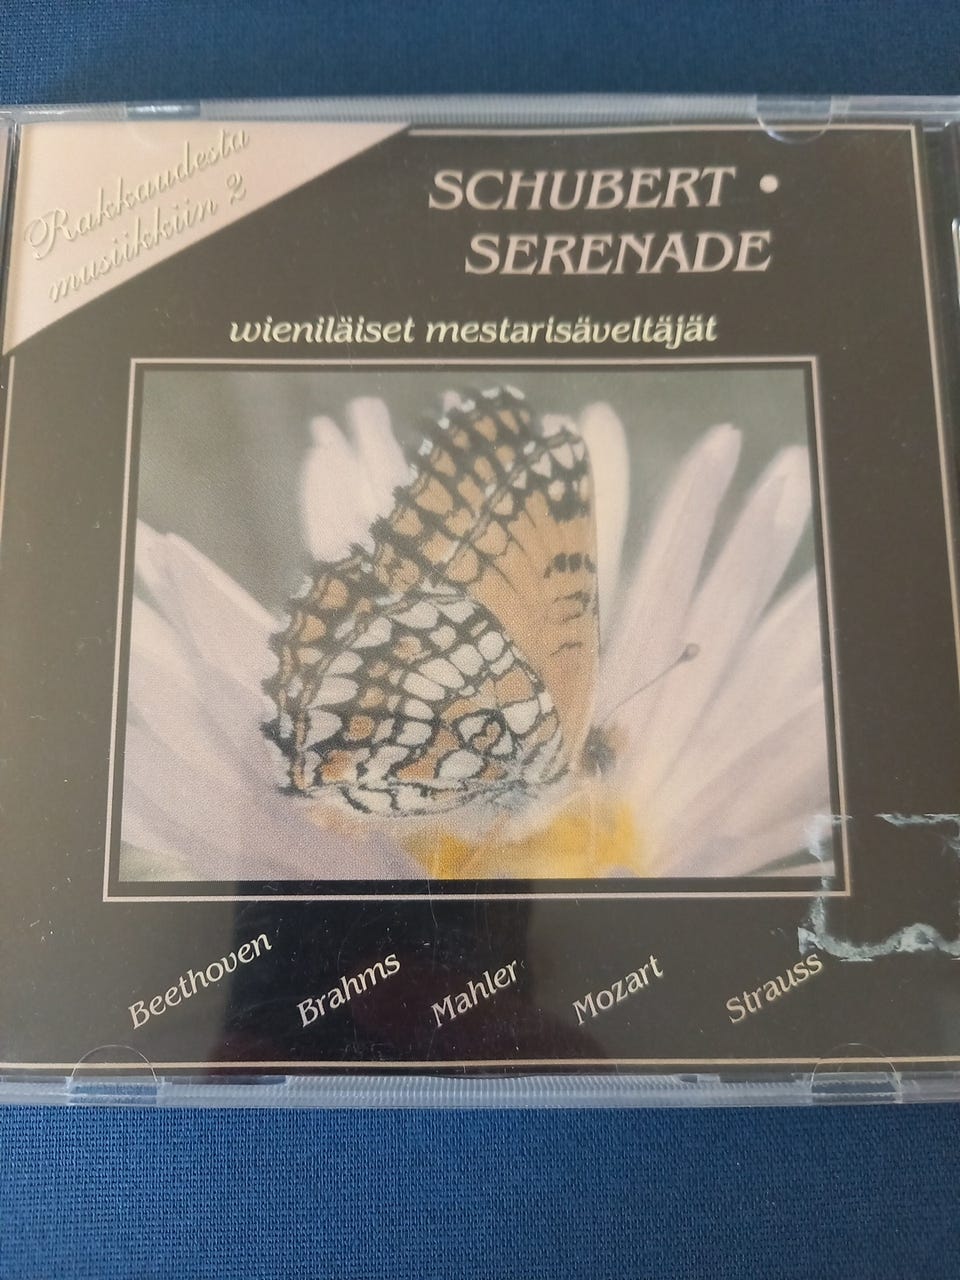 Rakkaudesta
musiikkiin 2
SCHUBERT •
SERENADE
wieniläiset mestarisäveltäjät
Beethoven
Brahms
Mahler
Mozart
Strauss